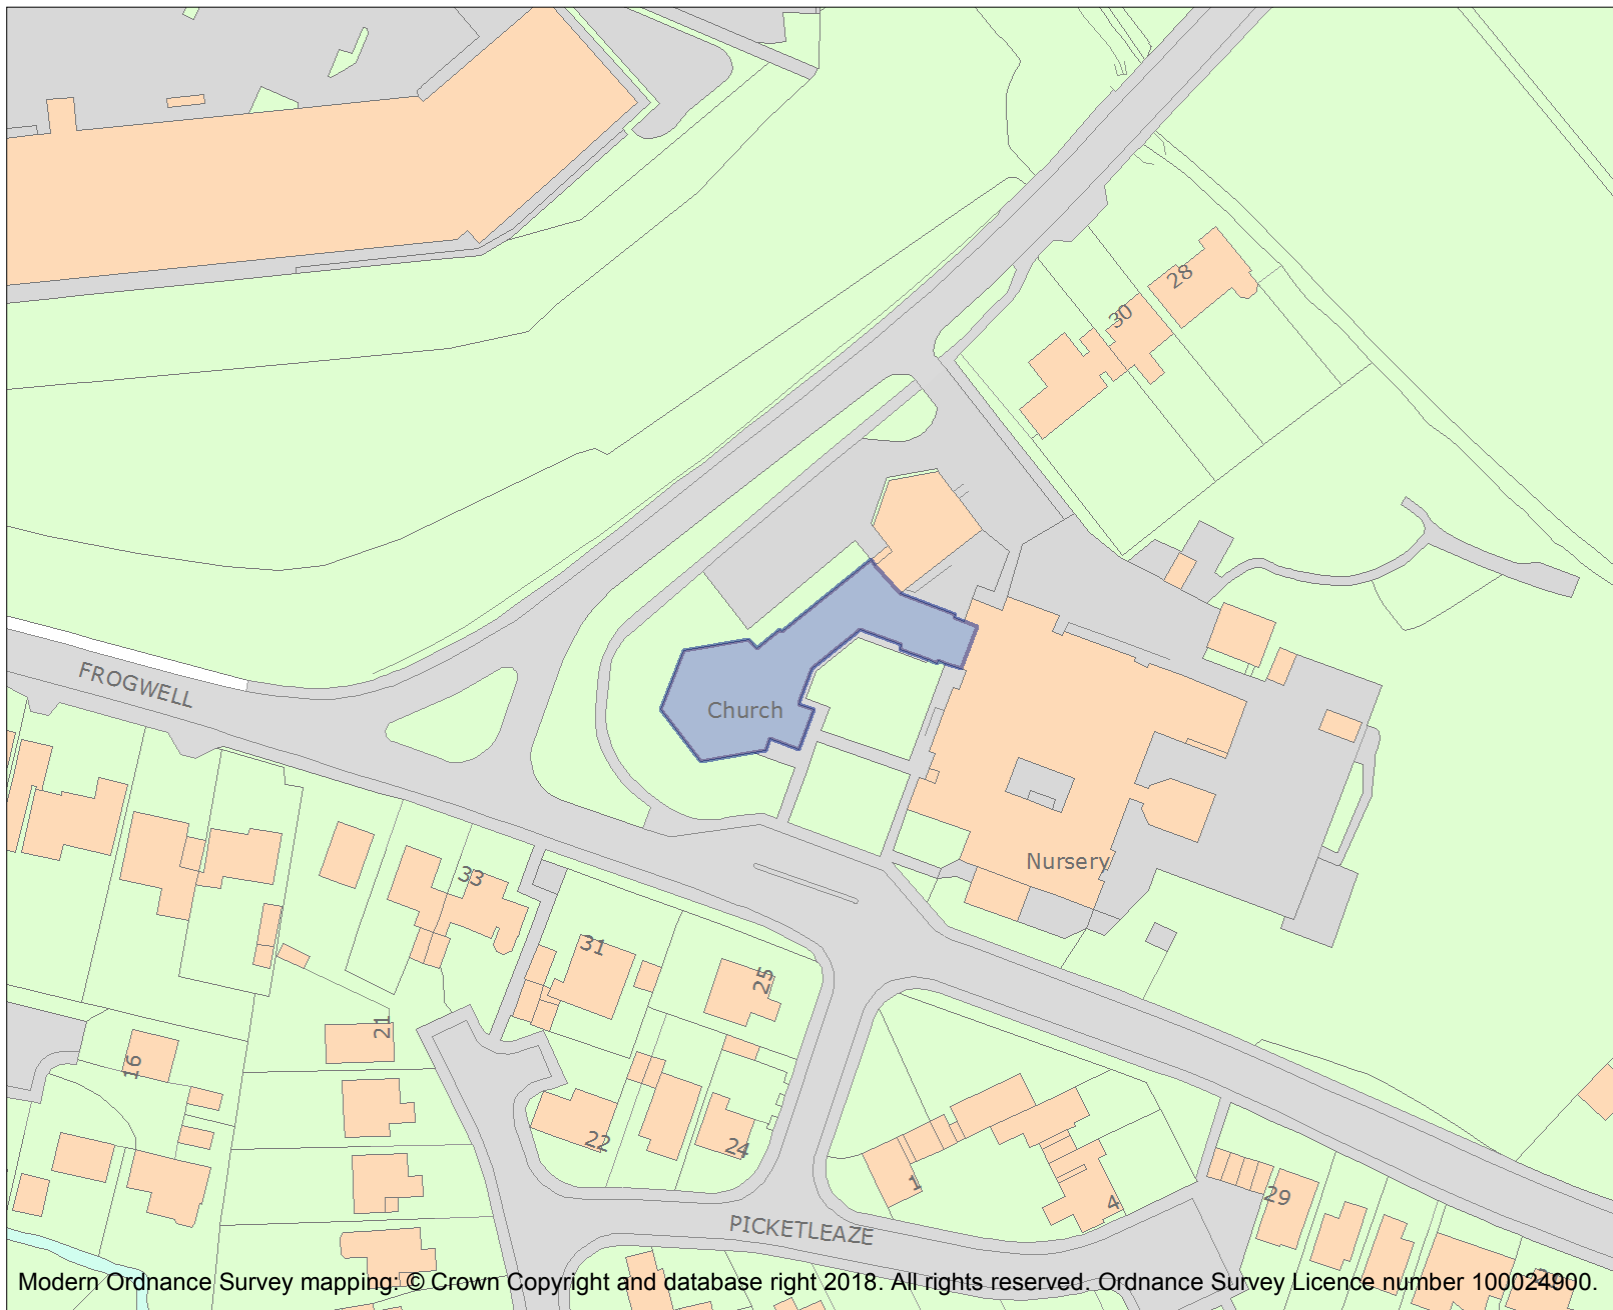 28
30
FROGWELL
Church
Nursery
33
31
25
21
16
22
24
1
4
29
PICKETLEAZE
Modern Ordnance Survey mapping: © Crown Copyright and database right 2018. All rights reserved. Ordnance Survey Licence number 100024900.